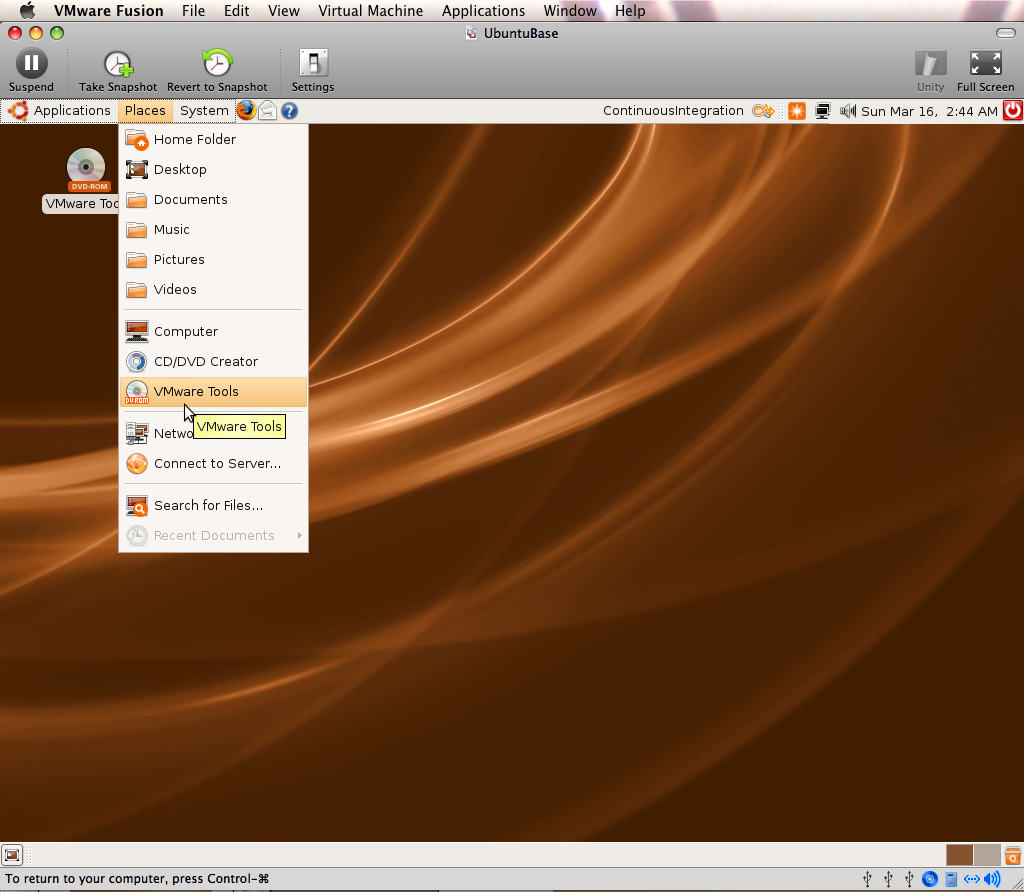 VMware Fusion File Edit View Virtual Machine Applications Window Help
UbuntuBase
Suspend Take Snapshot Revert to Snapshot Settings Unity Full Screen
Applications Places System ContinuousIntegration Sun Mar 16, 2:44 AM
Home Folder
Desktop
Documents
Music
Pictures
Videos
Computer
CD/DVD Creator
VMware Tools
VMware Tools
Netwo
Connect to Server...
Search for Files...
Recent Documents
DVD-ROM
VMware Too
To return to your computer, press Control-⌘